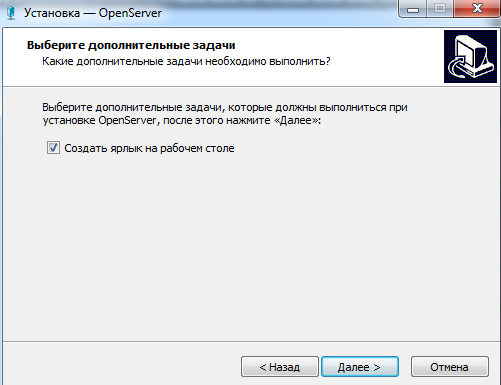 Установка — OpenServer
Выберите дополнительные задачи
Какие дополнительные задачи необходимо выполнить?
Выберите дополнительные задачи, которые должны выполниться при
установке OpenServer, после этого нажмите «Далее»:
Создать ярлык на рабочем столе
< Назад
Далее >
Отмена